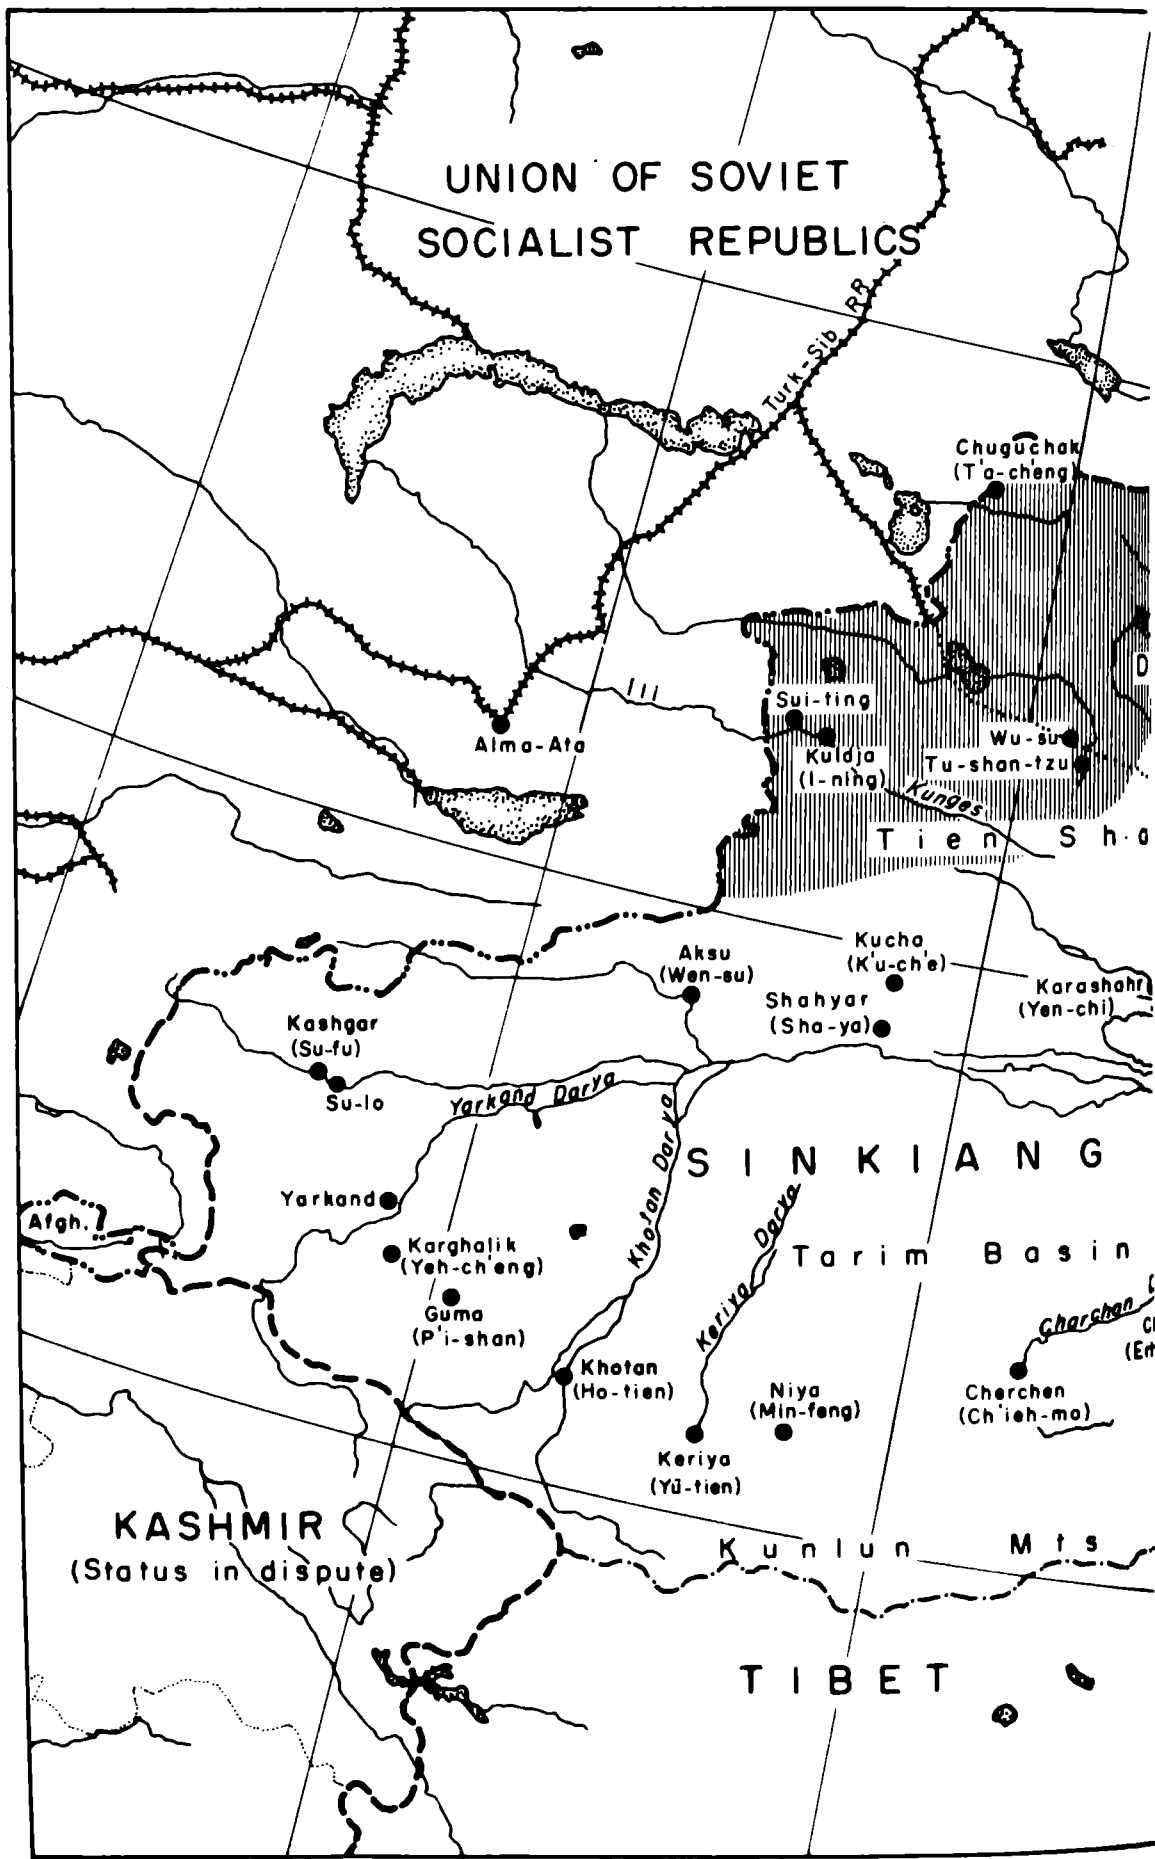 UNION OF SOVIET
SOCIALIST REPUBLICS
Turk-Sib RR
Chuguchak
(T'a-ch'eng)
Ili
Sui-ting
Alma-Ata
Kuldja
(I-ning)
Wu-su
Tu-shan-tzu
Kunges
D
Tien Sha
Aksu
(Wen-su)
Kucha
(K'u-ch'e)
Shahyar
(Sha-ya)
Karashahr
(Yen-chi)
Kashgar
(Su-fu)
Su-lo
Yarkand Darya
Khotan Darya
SINKIANG
Yarkand
Afgh.
Karghalik
(Yeh-ch'eng)
Guma
(P'i-shan)
Keriya Darya
Tarim Basin
Charchan D
Ch
(Erh
Khotan
(Ho-tien)
Niya
(Min-feng)
Cherchen
(Ch'ieh-mo)
Keriya
(Yü-tien)
KASHMIR
(Status in dispute)
Kunlun Mts
TIBET